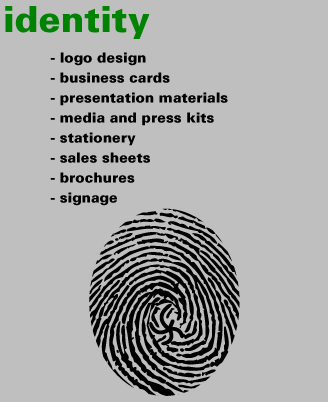 identity
- logo design
- business cards
- presentation materials
- media and press kits
- stationery
- sales sheets
- brochures
- signage